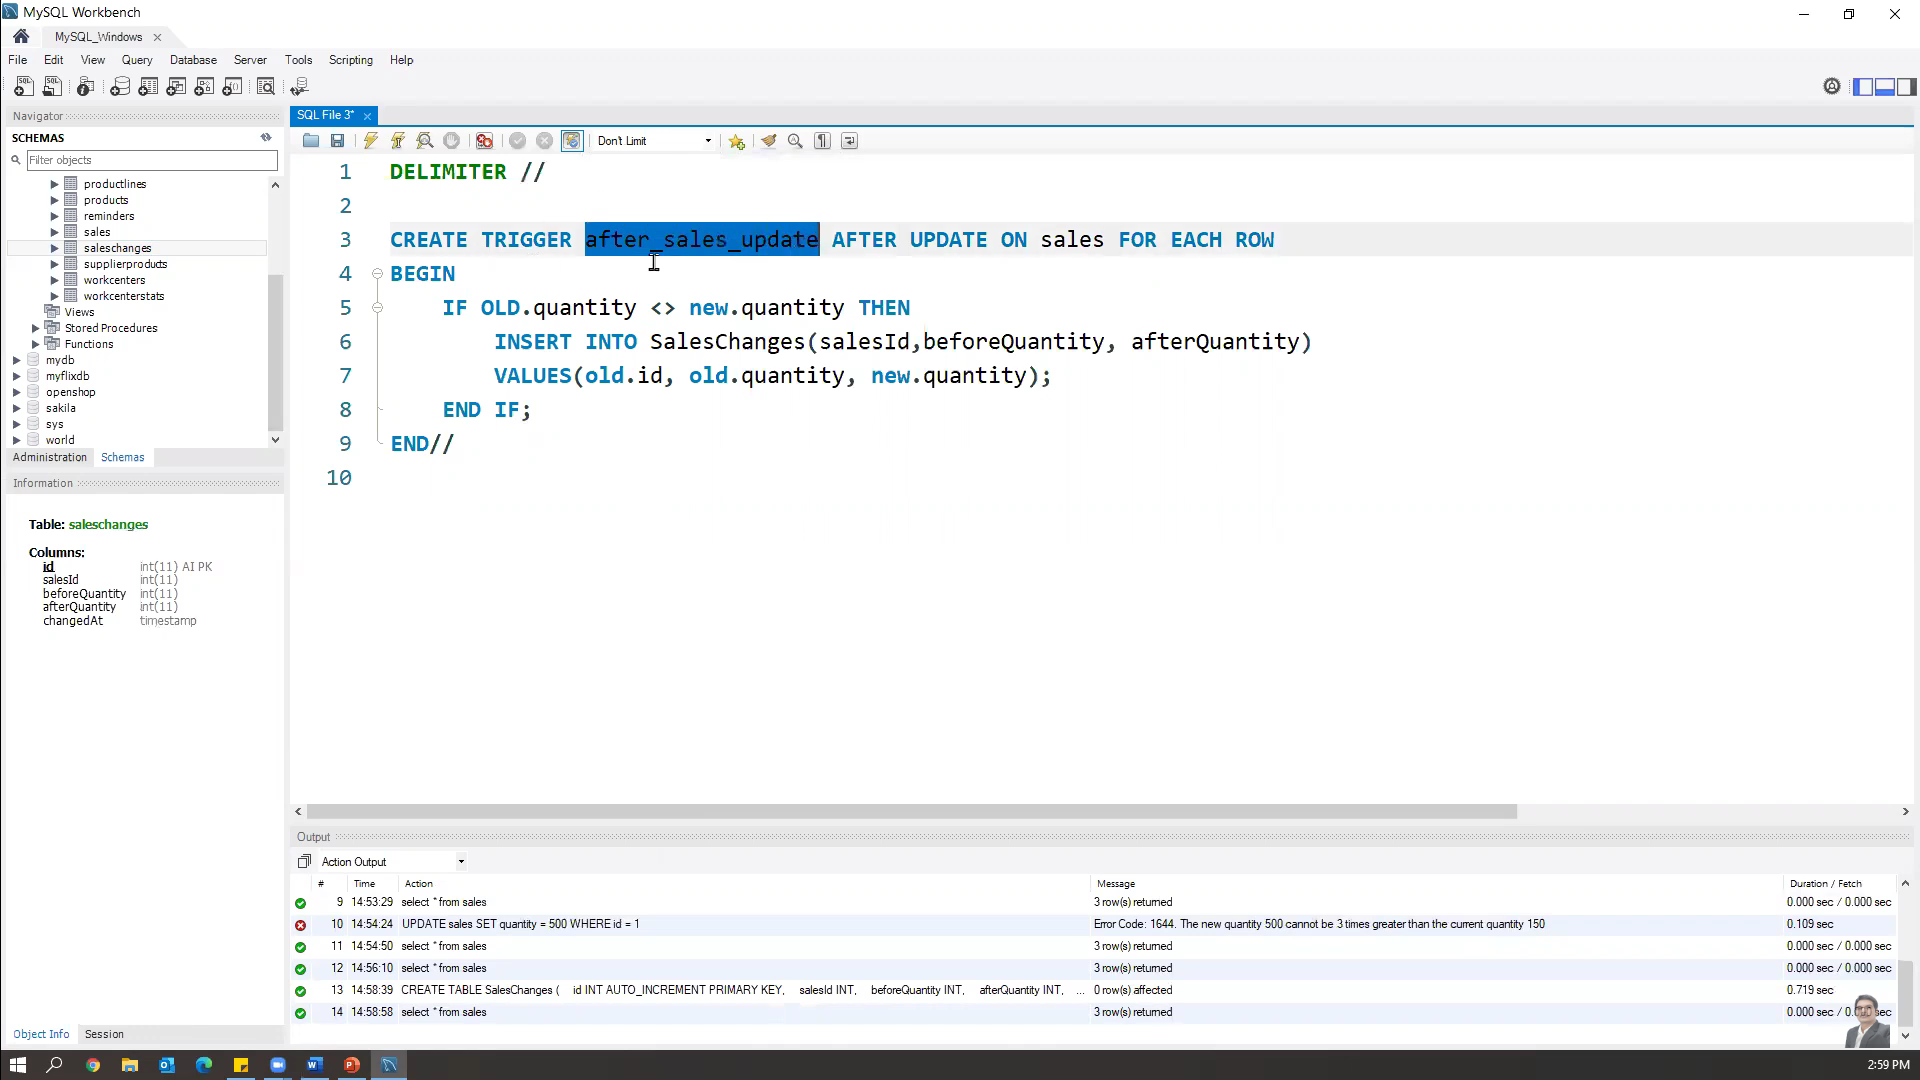 MySQL Workbench
MySQL_Windows
File Edit View Query Database Server Tools Scripting Help
Navigator
SCHEMAS
Filter objects
productlines
products
reminders
sales
saleschanges
supplierproducts
workcenters
workcenterstats
Views
Stored Procedures
Functions
mydb
myflixdb
openshop
sakila
sys
world
Administration Schemas
Information
Table: saleschanges
Columns:
id int(11) AI PK
salesId int(11)
beforeQuantity int(11)
afterQuantity int(11)
changedAt timestamp
Object Info Session
SQL File 3*
Don't Limit
1 DELIMITER //
2
3 CREATE TRIGGER after_sales_update AFTER UPDATE ON sales FOR EACH ROW
4 BEGIN
5 IF OLD.quantity <> new.quantity THEN
6 INSERT INTO SalesChanges(salesId,beforeQuantity, afterQuantity)
7 VALUES(old.id, old.quantity, new.quantity);
8 END IF;
9 END//
10
Output
Action Output
# Time Action Message Duration / Fetch
9 14:53:29 select * from sales 3 row(s) returned 0.000 sec / 0.000 sec
10 14:54:24 UPDATE sales SET quantity = 500 WHERE id = 1 Error Code: 1644. The new quantity 500 cannot be 3 times greater than the current quantity 150 0.109 sec
11 14:54:50 select * from sales 3 row(s) returned 0.000 sec / 0.000 sec
12 14:56:10 select * from sales 3 row(s) returned 0.000 sec / 0.000 sec
13 14:58:39 CREATE TABLE SalesChanges ( id INT AUTO_INCREMENT PRIMARY KEY, salesId INT, beforeQuantity INT, afterQuantity INT, ... 0 row(s) affected 0.719 sec
14 14:58:58 select * from sales 3 row(s) returned 0.000 sec / 0.000 sec
2:59 PM